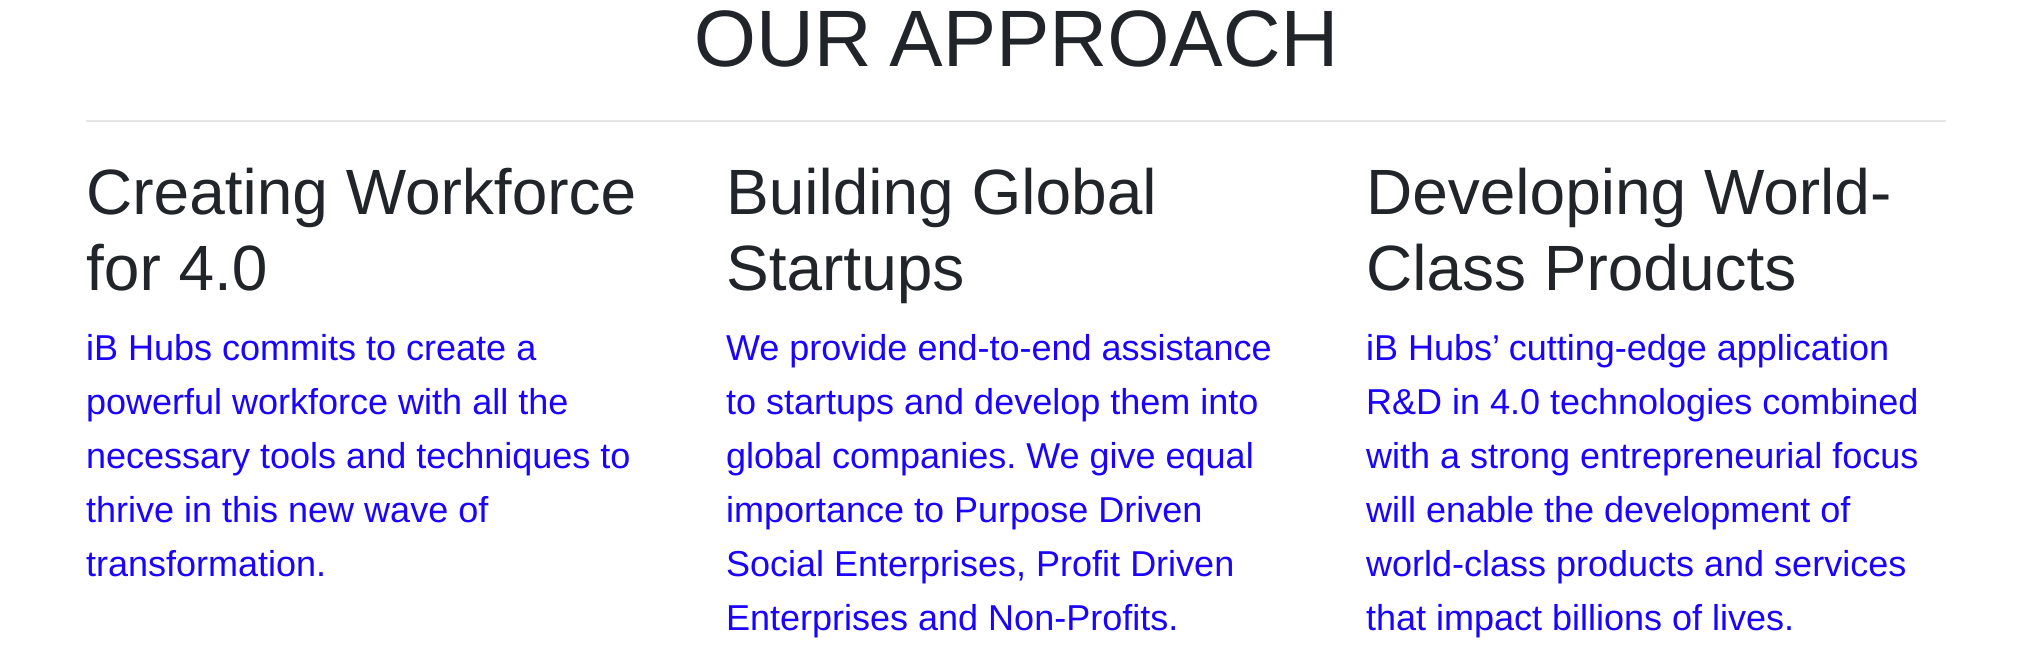 OUR APPROACH
Creating Workforce
for 4.0
iB Hubs commits to create a
powerful workforce with all the
necessary tools and techniques to
thrive in this new wave of
transformation.
Building Global
Startups
We provide end-to-end assistance
to startups and develop them into
global companies. We give equal
importance to Purpose Driven
Social Enterprises, Profit Driven
Enterprises and Non-Profits.
Developing World-
Class Products
iB Hubs’ cutting-edge application
R&D in 4.0 technologies combined
with a strong entrepreneurial focus
will enable the development of
world-class products and services
that impact billions of lives.